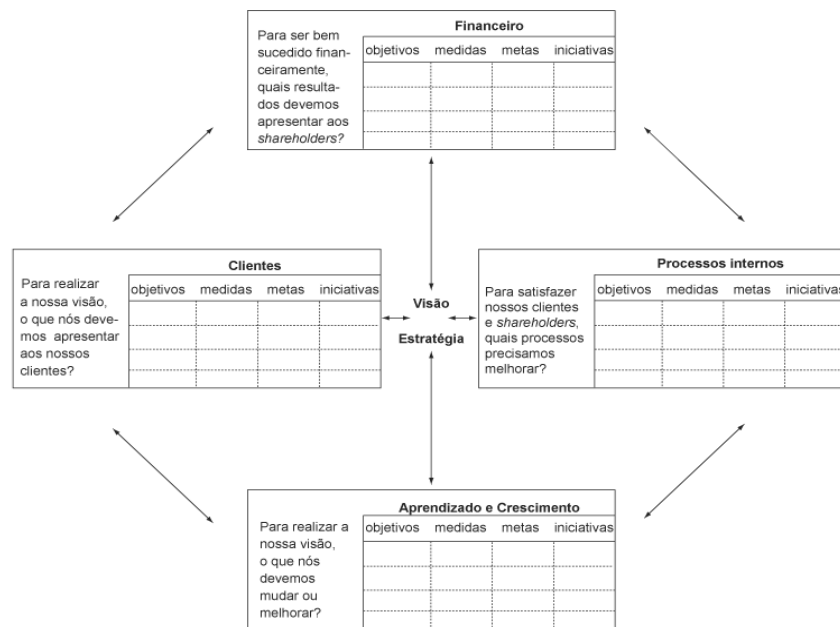 Financeiro
Para ser bem
sucedido finan-
ceiramente,
quais resulta-
dos devemos
apresentar aos
shareholders?
objetivos medidas metas iniciativas
Clientes
Para realizar
a nossa visão,
o que nós deve-
mos apresentar
aos nossos
clientes?
objetivos medidas metas iniciativas
Visão
Estratégia
Processos internos
Para satisfazer
nossos clientes
e shareholders,
quais processos
precisamos
melhorar?
objetivos medidas metas iniciativas
Aprendizado e Crescimento
Para realizar a
nossa visão,
o que nós
devemos
mudar ou
melhorar?
objetivos medidas metas iniciativas